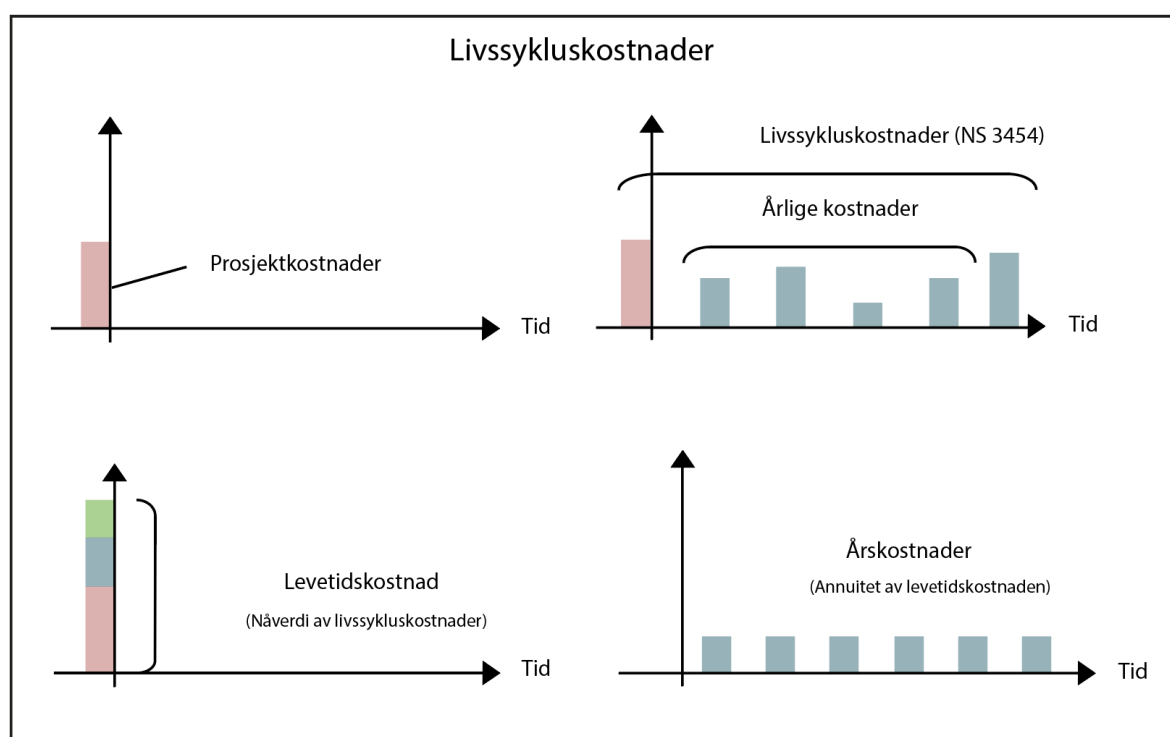 Livssykluskostnader
Prosjektkostnader
Tid
Livssykluskostnader (NS 3454)
Årlige kostnader
Tid
Levetidskostnad
(Nåverdi av livssykluskostnader)
Tid
Årskostnader
(Annuitet av levetidskostnaden)
Tid